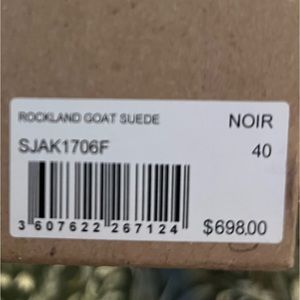 ROCKLAND GOAT SUEDE NOIR
SJAK1706F 40
3 607622 267124 $698.00